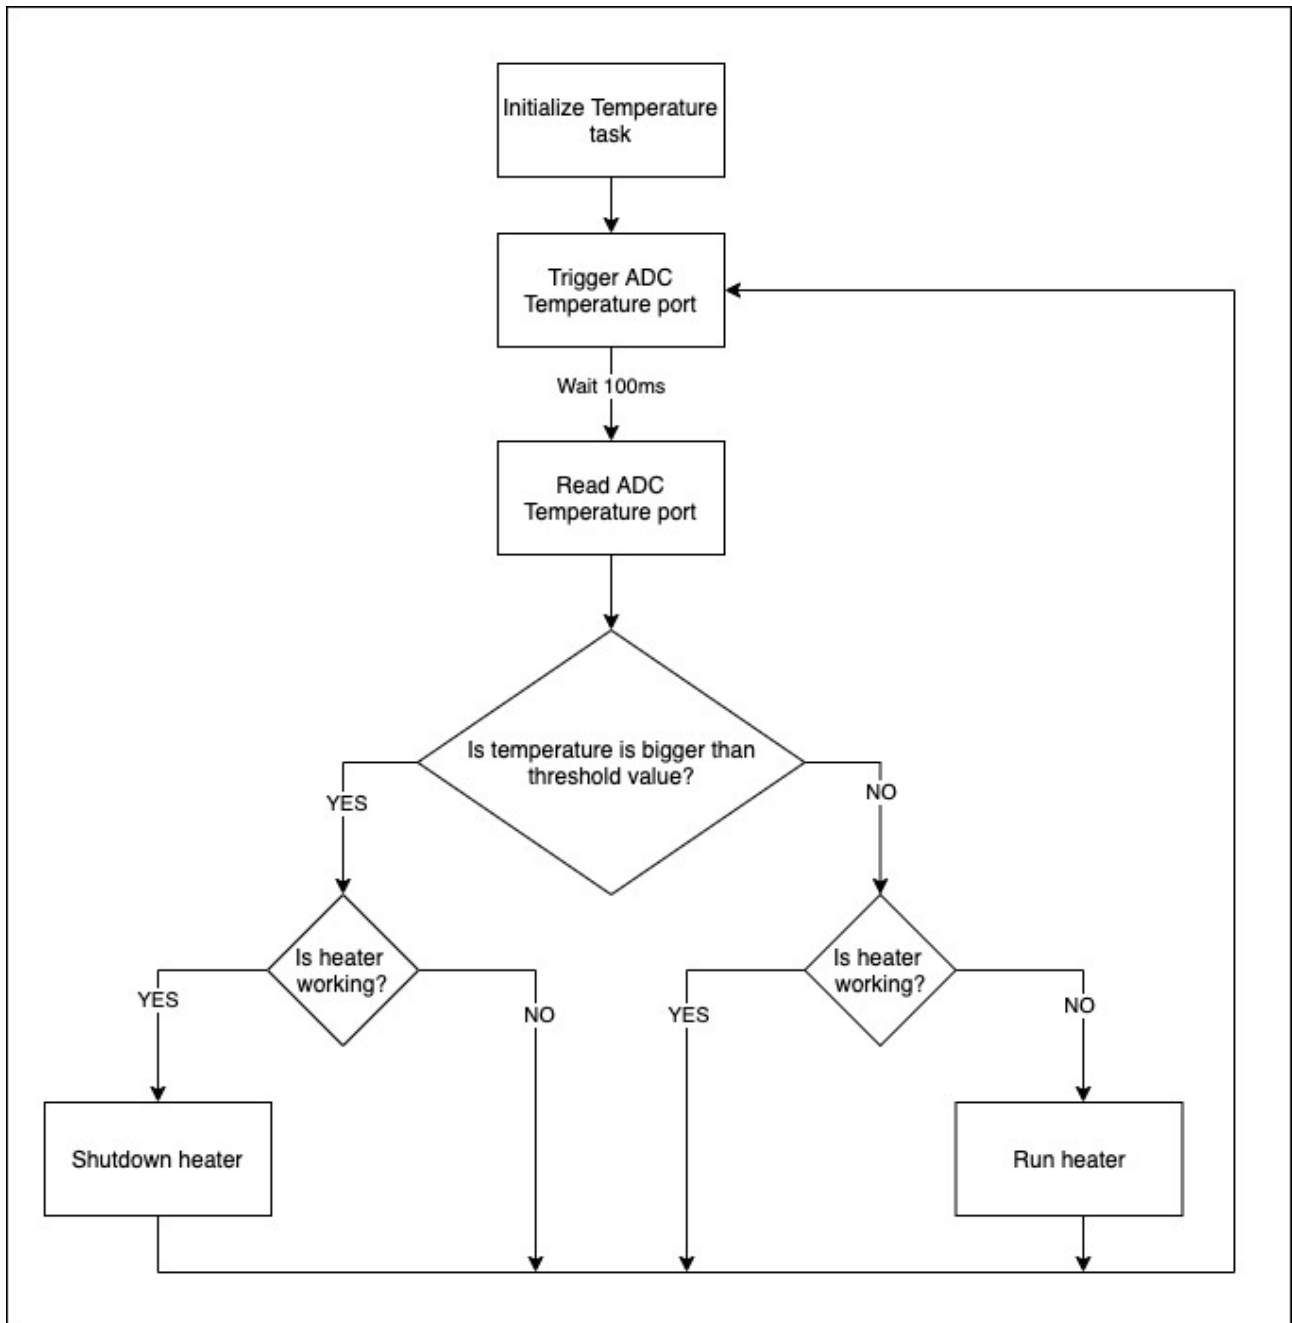 Initialize Temperature
task
Trigger ADC
Temperature port
Wait 100ms
Read ADC
Temperature port
Is temperature is bigger than
threshold value?
YES
NO
Is heater
working?
Is heater
working?
YES
NO
YES
NO
Shutdown heater
Run heater